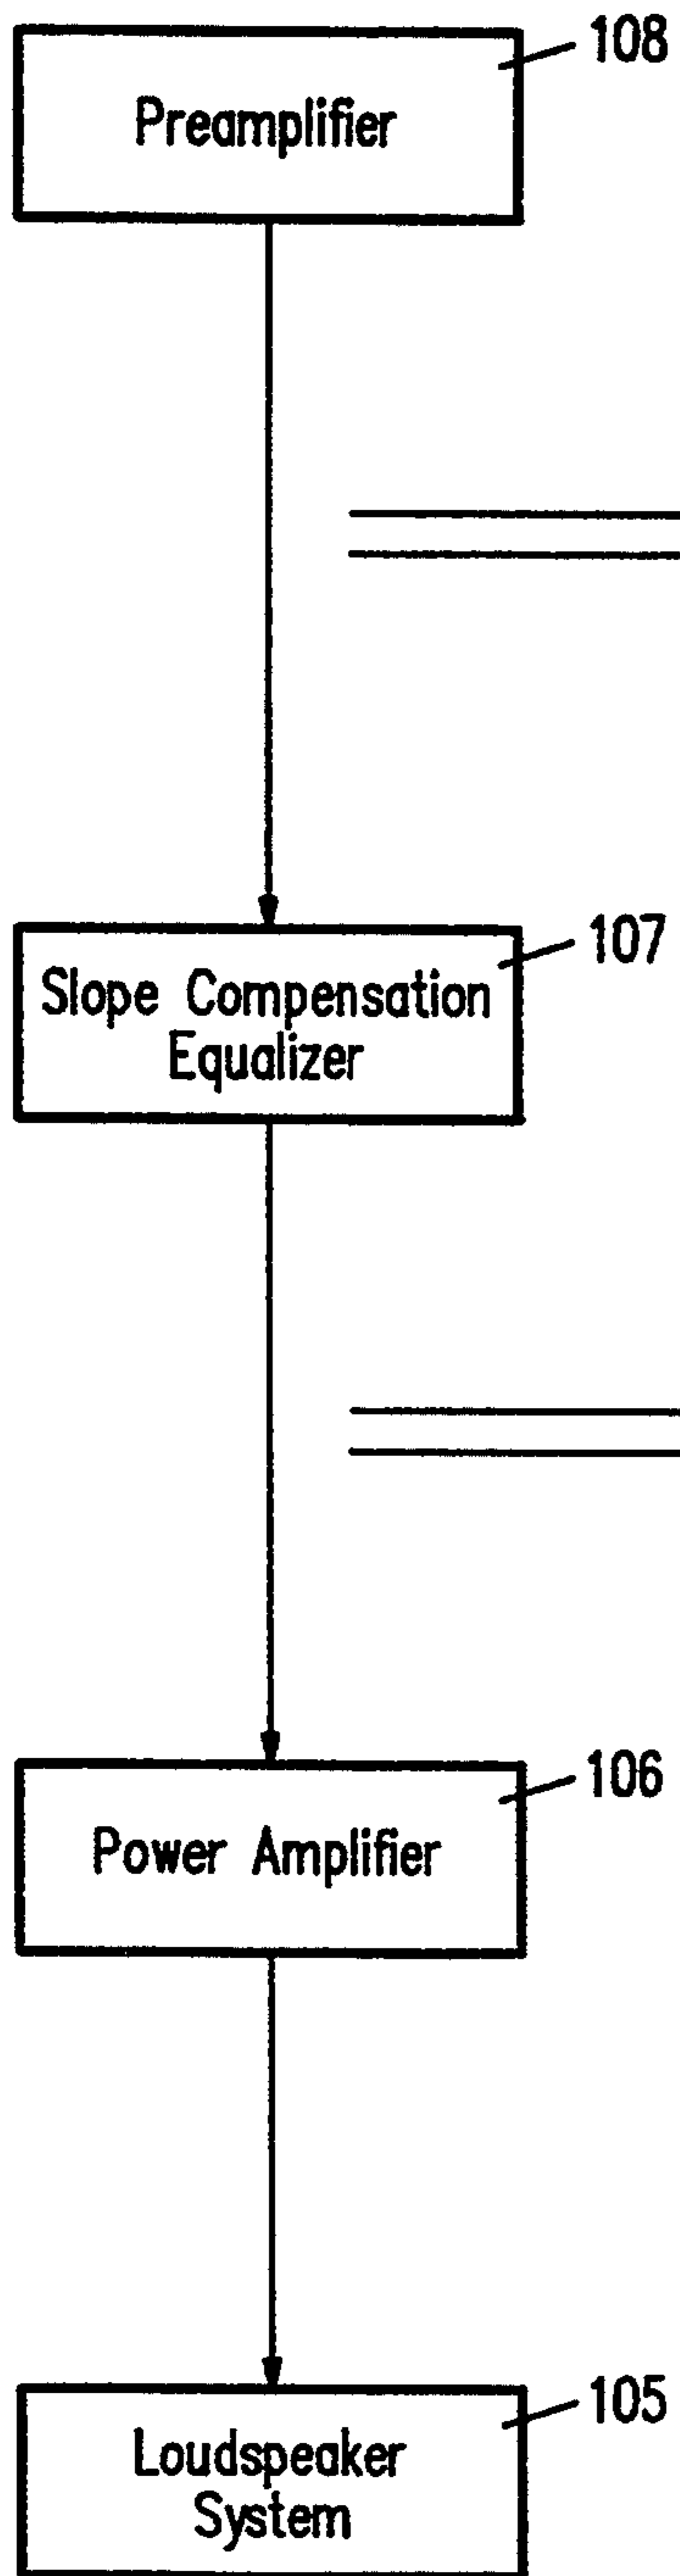 108
Preamplifier
107
Slope Compensation
Equalizer
106
Power Amplifier
105
Loudspeaker
System